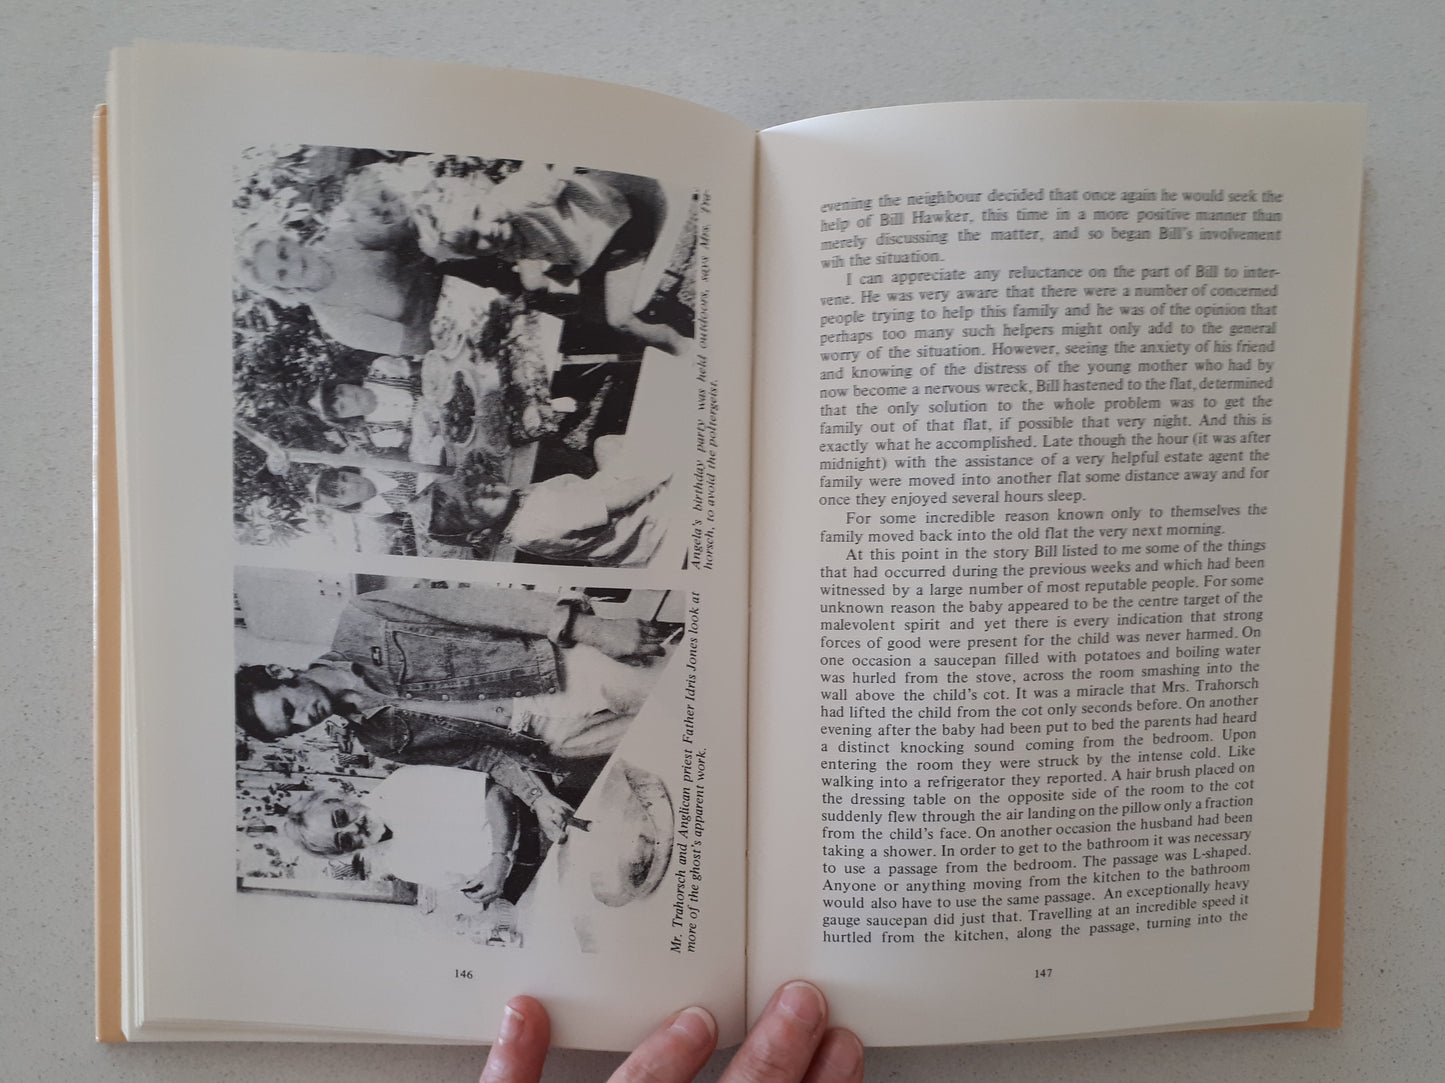 Angela's birthday party was held outdoors, says Mrs. Tra-
horsch, to avoid the poltergeist.
Mr. Trahorsch and Anglican priest Father Idris Jones look at
more of the ghost's apparent work.
146
evening the neighbour decided that once again he would seek the
help of Bill Hawker, this time in a more positive manner than
merely discussing the matter, and so began Bill's involvement
wih the situation.
I can appreciate any reluctance on the part of Bill to inter-
vene. He was very aware that there were a number of concerned
people trying to help this family and he was of the opinion that
perhaps too many such helpers might only add to the general
worry of the situation. However, seeing the anxiety of his friend
and knowing of the distress of the young mother who had by
now become a nervous wreck, Bill hastened to the flat, determined
that the only solution to the whole problem was to get the
family out of that flat, if possible that very night. And this is
exactly what he accomplished. Late though the hour (it was after
midnight) with the assistance of a very helpful estate agent the
family were moved into another flat some distance away and for
once they enjoyed several hours sleep.
For some incredible reason known only to themselves the
family moved back into the old flat the very next morning.
At this point in the story Bill listed to me some of the things
that had occurred during the previous weeks and which had been
witnessed by a large number of most reputable people. For some
unknown reason the baby appeared to be the centre target of the
malevolent spirit and yet there is every indication that strong
forces of good were present for the child was never harmed. On
one occasion a saucepan filled with potatoes and boiling water
was hurled from the stove, across the room smashing into the
wall above the child's cot. It was a miracle that Mrs. Trahorsch
had lifted the child from the cot only seconds before. On another
evening after the baby had been put to bed the parents had heard
a distinct knocking sound coming from the bedroom. Upon
entering the room they were struck by the intense cold. Like
walking into a refrigerator they reported. A hair brush placed on
the dressing table on the opposite side of the room to the cot
suddenly flew through the air landing on the pillow only a fraction
from the child's face. On another occasion the husband had been
taking a shower. In order to get to the bathroom it was necessary
to use a passage from the bedroom. The passage was L-shaped.
Anyone or anything moving from the kitchen to the bathroom
would also have to use the same passage. An exceptionally heavy
gauge saucepan did just that. Travelling at an incredible speed it
hurtled from the kitchen, along the passage, turning into the
147